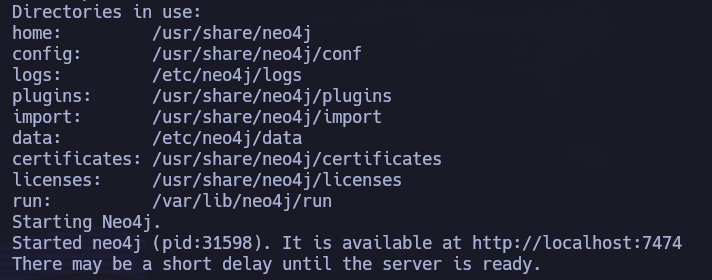 Directories in use:
home:         /usr/share/neo4j
config:       /usr/share/neo4j/conf
logs:         /etc/neo4j/logs
plugins:      /usr/share/neo4j/plugins
import:       /usr/share/neo4j/import
data:         /etc/neo4j/data
certificates: /usr/share/neo4j/certificates
licenses:     /usr/share/neo4j/licenses
run:          /var/lib/neo4j/run
Starting Neo4j.
Started neo4j (pid:31598). It is available at http://localhost:7474
There may be a short delay until the server is ready.